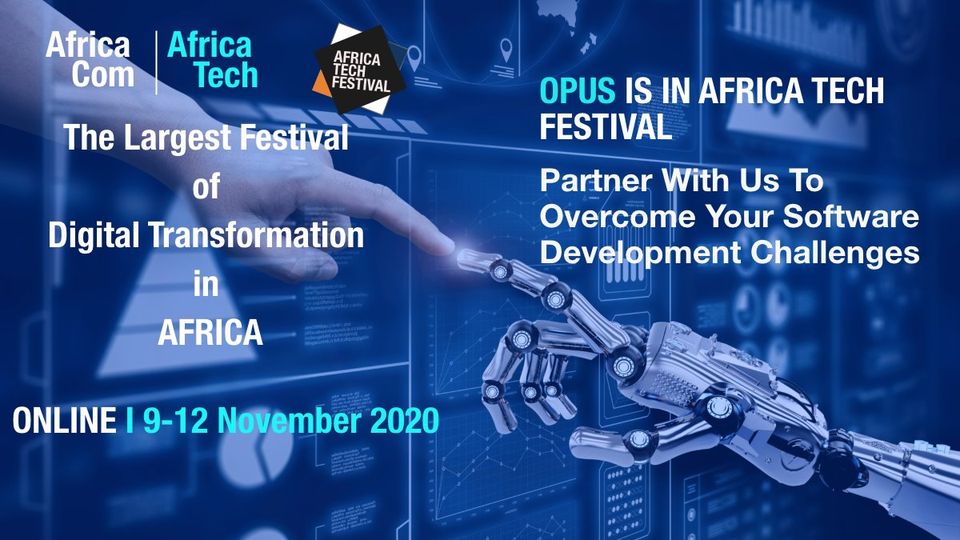 Africa
Com
Africa
Tech
AFRICA
TECH
FESTIVAL
The Largest Festival
of
Digital Transformation
in
AFRICA
ONLINE I 9-12 November 2020
OPUS IS IN AFRICA TECH
FESTIVAL
Partner With Us To
Overcome Your Software
Development Challenges